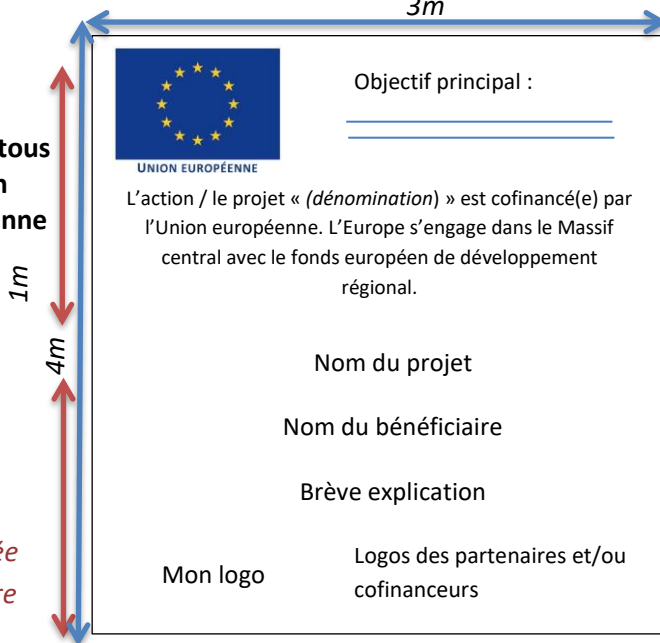 3m
Objectif principal :
UNION EUROPÉENNE
tous
n
nne
L'action / le projet « (dénomination) » est cofinancé(e) par
l'Union européenne. L'Europe s'engage dans le Massif
central avec le fonds européen de développement
régional.
1m
4m
Nom du projet
Nom du bénéficiaire
Brève explication
ée
re
Mon logo
Logos des partenaires et/ou
cofinanceurs